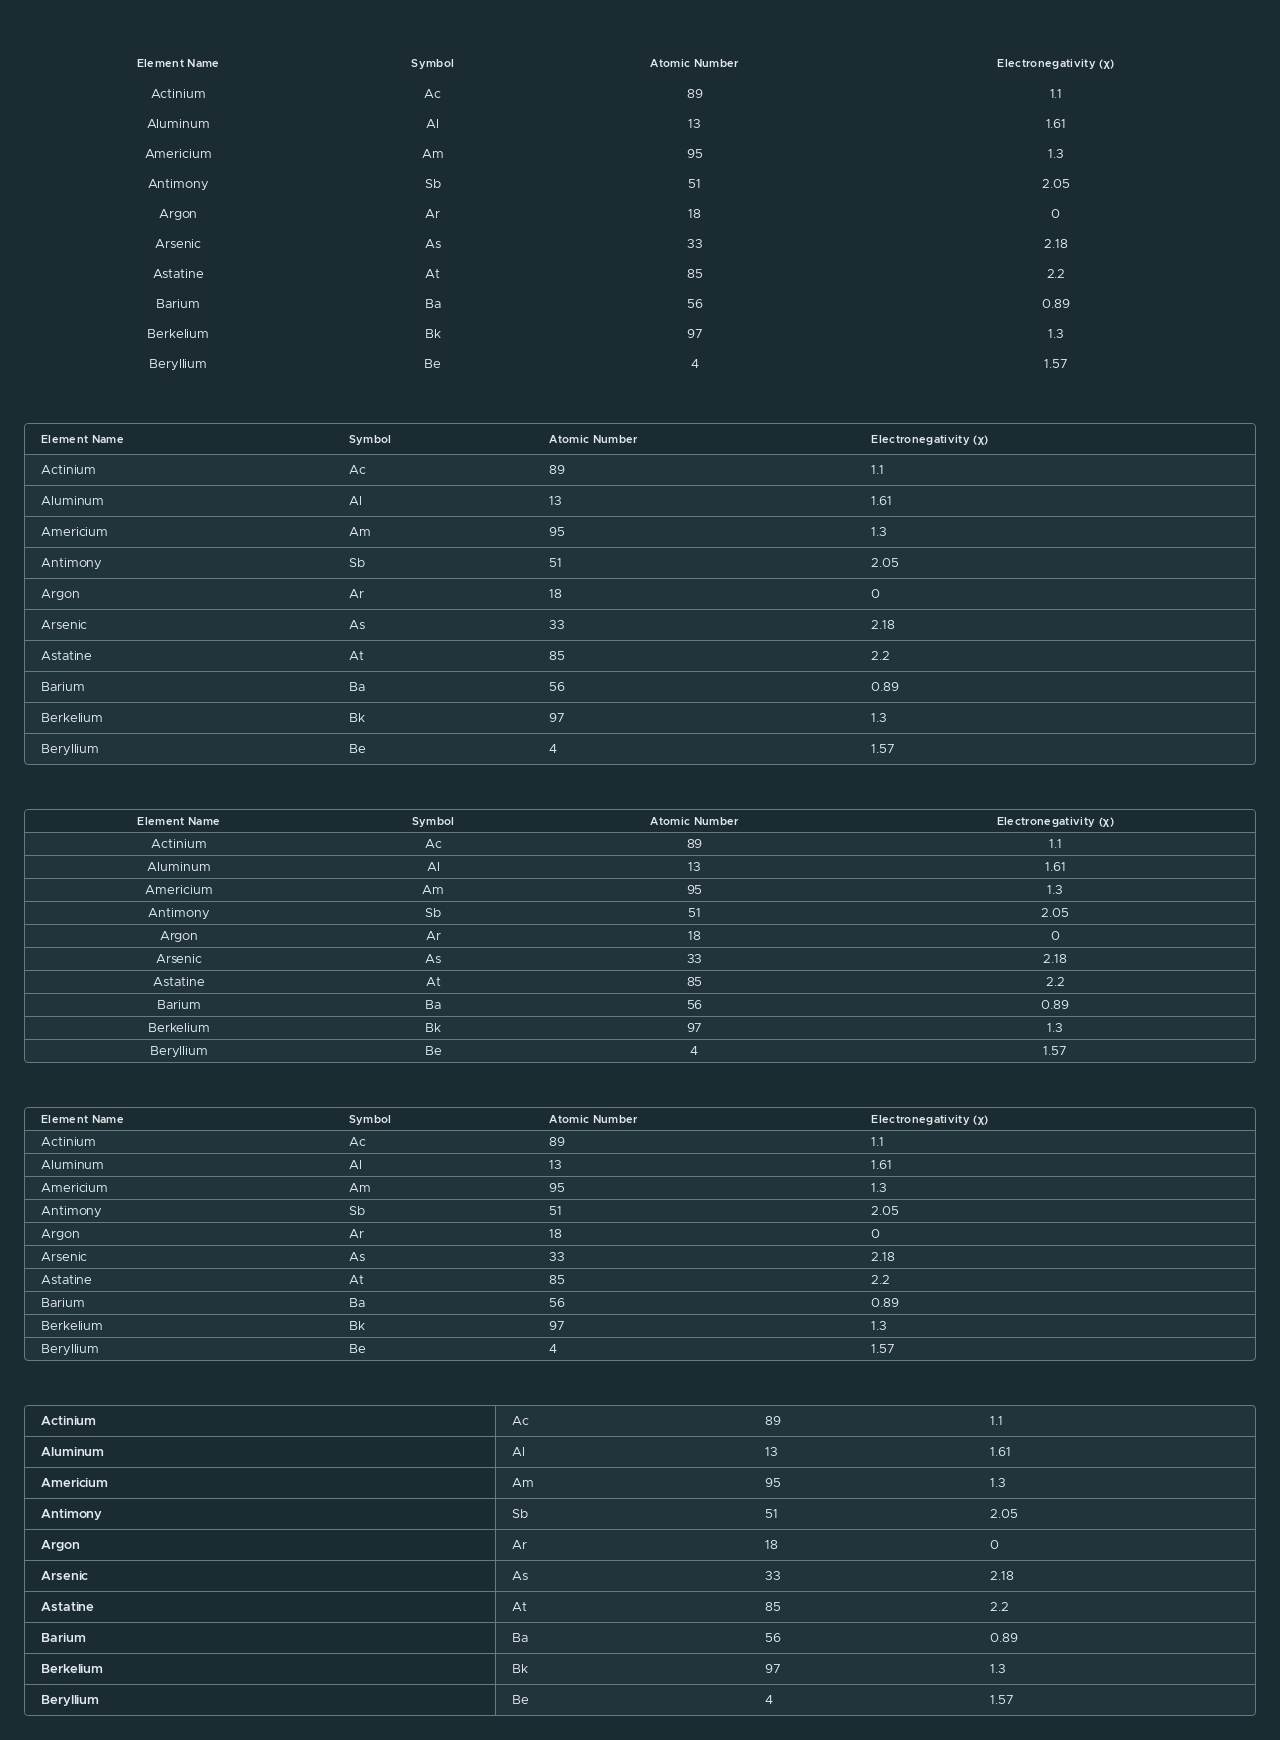 Element Name Symbol Atomic Number Electronegativity (χ)
Actinium Ac 89 1.1
Aluminum Al 13 1.61
Americium Am 95 1.3
Antimony Sb 51 2.05
Argon Ar 18 0
Arsenic As 33 2.18
Astatine At 85 2.2
Barium Ba 56 0.89
Berkelium Bk 97 1.3
Beryllium Be 4 1.57
Element Name Symbol Atomic Number Electronegativity (χ)
Actinium Ac 89 1.1
Aluminum Al 13 1.61
Americium Am 95 1.3
Antimony Sb 51 2.05
Argon Ar 18 0
Arsenic As 33 2.18
Astatine At 85 2.2
Barium Ba 56 0.89
Berkelium Bk 97 1.3
Beryllium Be 4 1.57
Element Name Symbol Atomic Number Electronegativity (χ)
Actinium Ac 89 1.1
Aluminum Al 13 1.61
Americium Am 95 1.3
Antimony Sb 51 2.05
Argon Ar 18 0
Arsenic As 33 2.18
Astatine At 85 2.2
Barium Ba 56 0.89
Berkelium Bk 97 1.3
Beryllium Be 4 1.57
Element Name Symbol Atomic Number Electronegativity (χ)
Actinium Ac 89 1.1
Aluminum Al 13 1.61
Americium Am 95 1.3
Antimony Sb 51 2.05
Argon Ar 18 0
Arsenic As 33 2.18
Astatine At 85 2.2
Barium Ba 56 0.89
Berkelium Bk 97 1.3
Beryllium Be 4 1.57
Actinium Ac 89 1.1
Aluminum Al 13 1.61
Americium Am 95 1.3
Antimony Sb 51 2.05
Argon Ar 18 0
Arsenic As 33 2.18
Astatine At 85 2.2
Barium Ba 56 0.89
Berkelium Bk 97 1.3
Beryllium Be 4 1.57